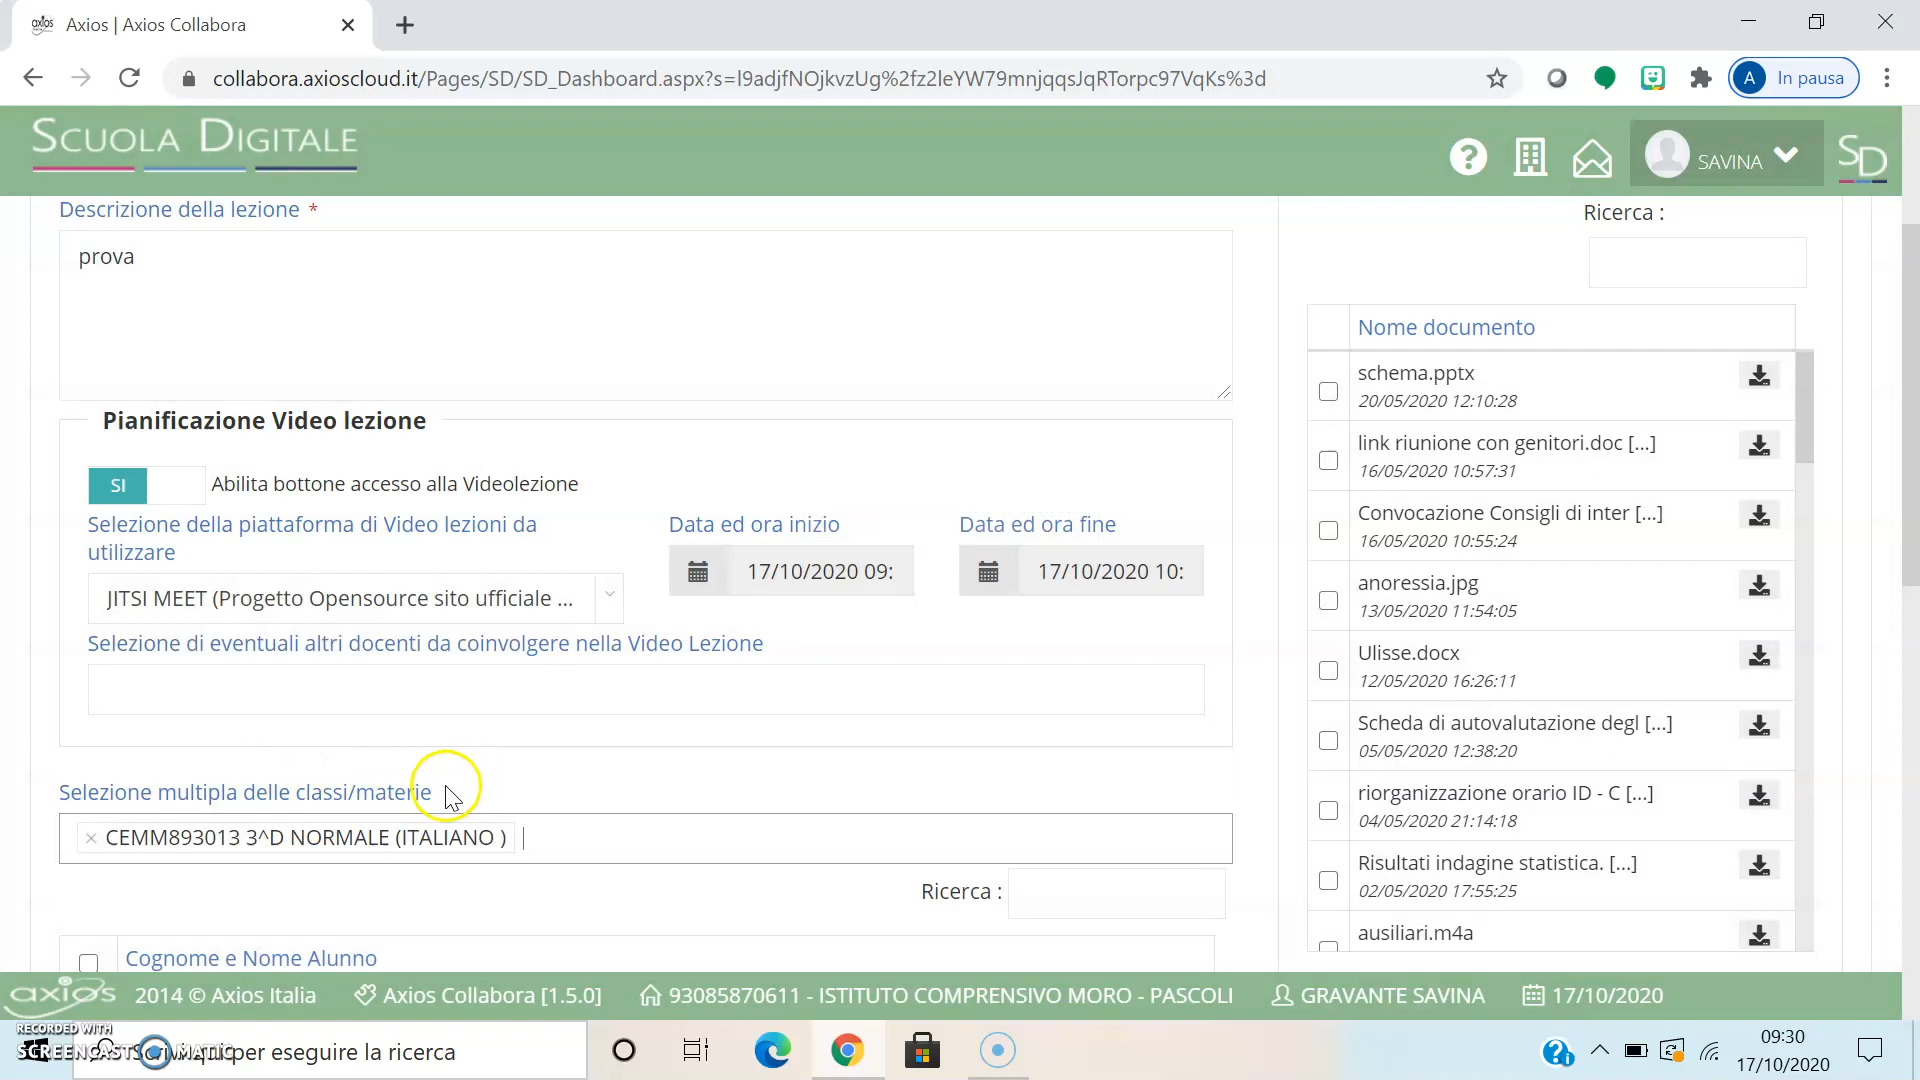 Axios | Axios Collabora
collabora.axioscloud.it/Pages/SD/SD_Dashboard.aspx?s=l9adjfNOjkvzUg%2fz2leYW79mnjqqsJqRTorpc97VqKs%3d
A In pausa
SCUOLA DIGITALE
SAVINA
SD
Descrizione della lezione *
prova
Pianificazione Video lezione
SI
Abilita bottone accesso alla Videolezione
Selezione della piattaforma di Video lezioni da
utilizzare
Data ed ora inizio
Data ed ora fine
JITSI MEET (Progetto Opensource sito ufficiale ...
17/10/2020 09:
17/10/2020 10:
Selezione di eventuali altri docenti da coinvolgere nella Video Lezione
Selezione multipla delle classi/materie
× CEMM893013 3^D NORMALE (ITALIANO )
Ricerca :
Cognome e Nome Alunno
Ricerca :
Nome documento
schema.pptx
20/05/2020 12:10:28
link riunione con genitori.doc [...]
16/05/2020 10:57:31
Convocazione Consigli di inter [...]
16/05/2020 10:55:24
anoressia.jpg
13/05/2020 11:54:05
Ulisse.docx
12/05/2020 16:26:11
Scheda di autovalutazione degl [...]
05/05/2020 12:38:20
riorganizzazione orario ID - C [...]
04/05/2020 21:14:18
Risultati indagine statistica. [...]
02/05/2020 17:55:25
ausiliari.m4a
axios 2014 © Axios Italia
Axios Collabora [1.5.0]
93085870611 - ISTITUTO COMPRENSIVO MORO - PASCOLI
GRAVANTE SAVINA
17/10/2020
RECORDED WITH
SCREENCAST MATIC
per eseguire la ricerca
09:30
17/10/2020